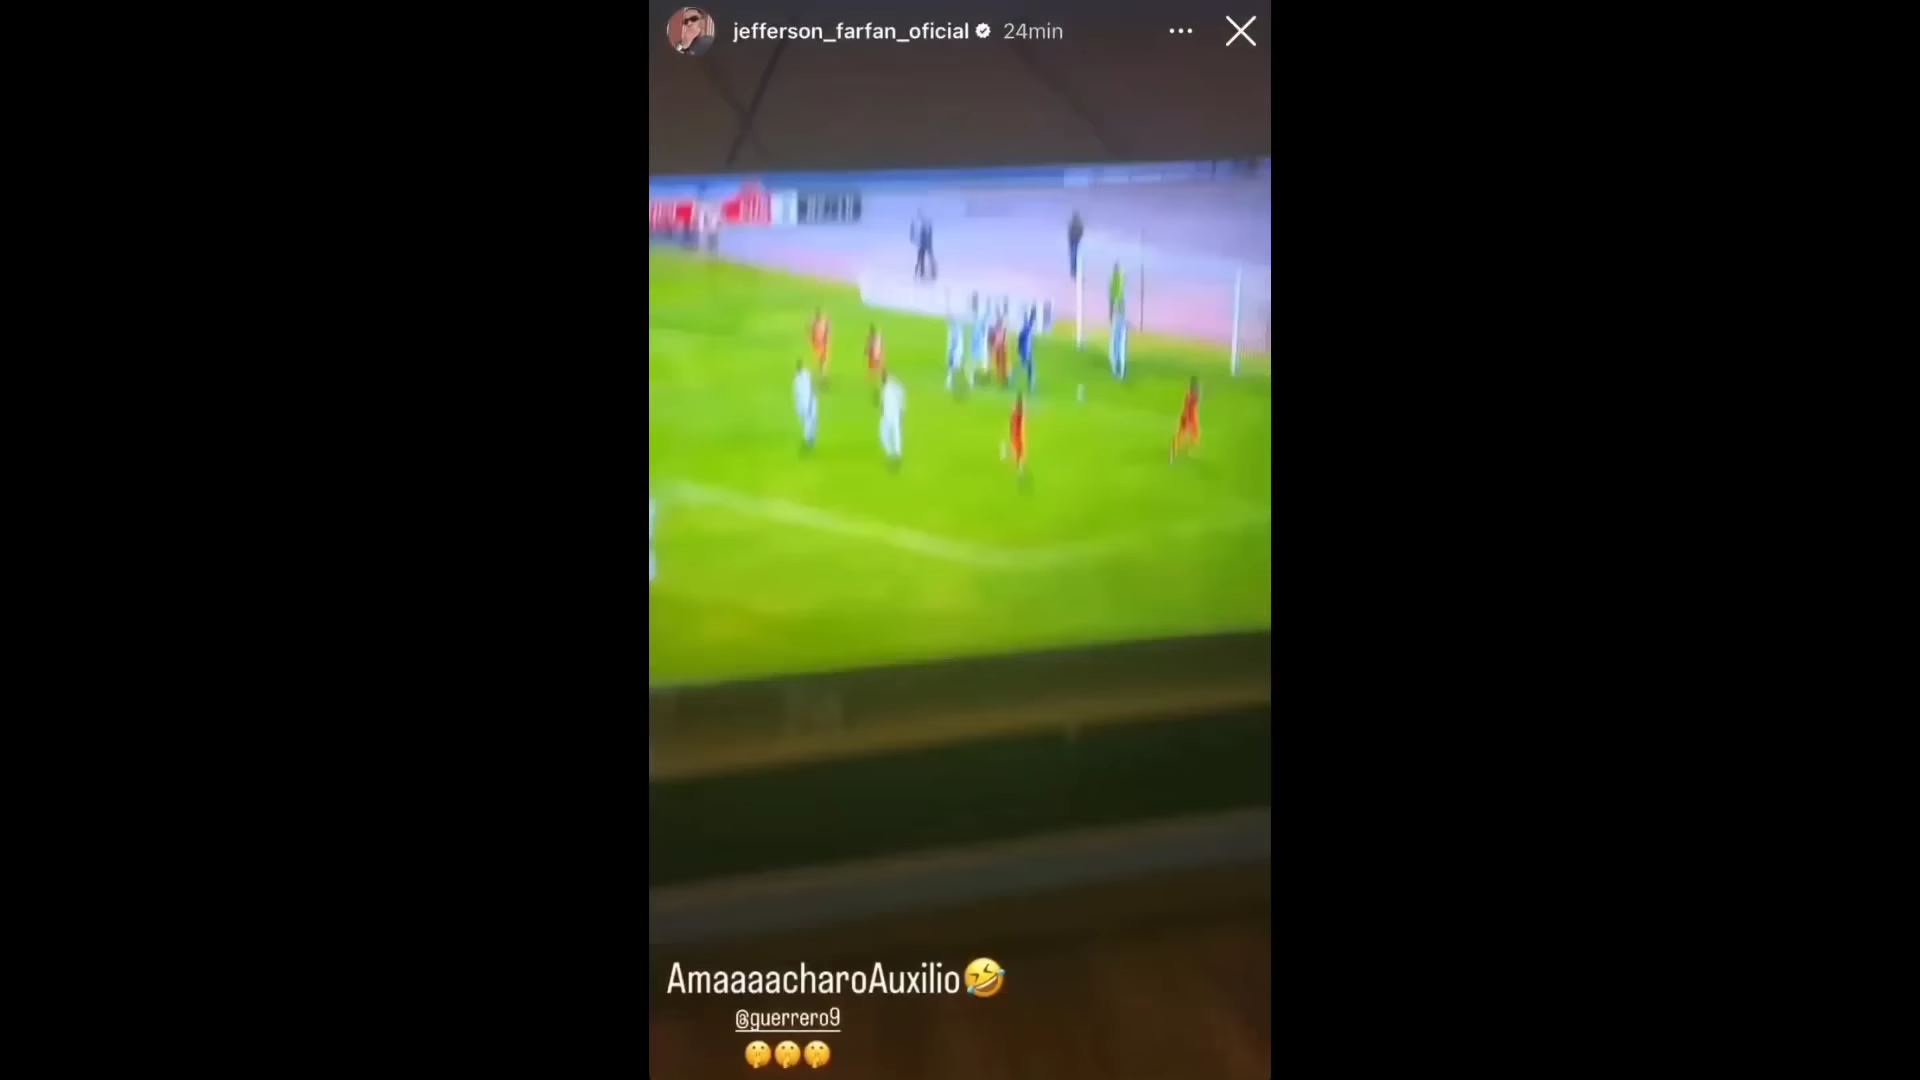 jefferson_farfan_oficial 24min
AmaaaacharoAuxilio🤣
@guerrero9
🤫🤫🤫